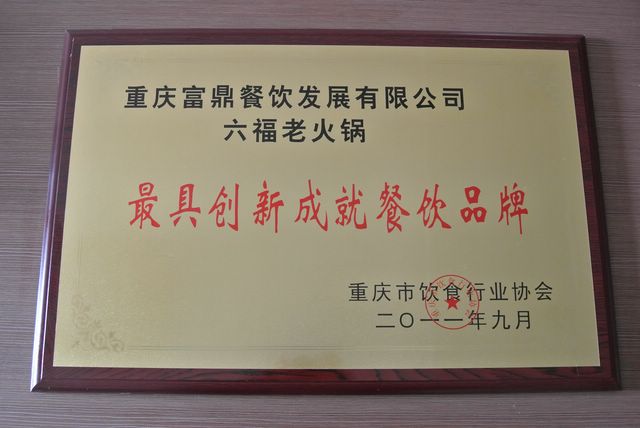 重庆富鼎餐饮发展有限公司
六福老火锅
最具创新成就餐饮品牌
重庆市饮食行业协会
二〇一一年九月